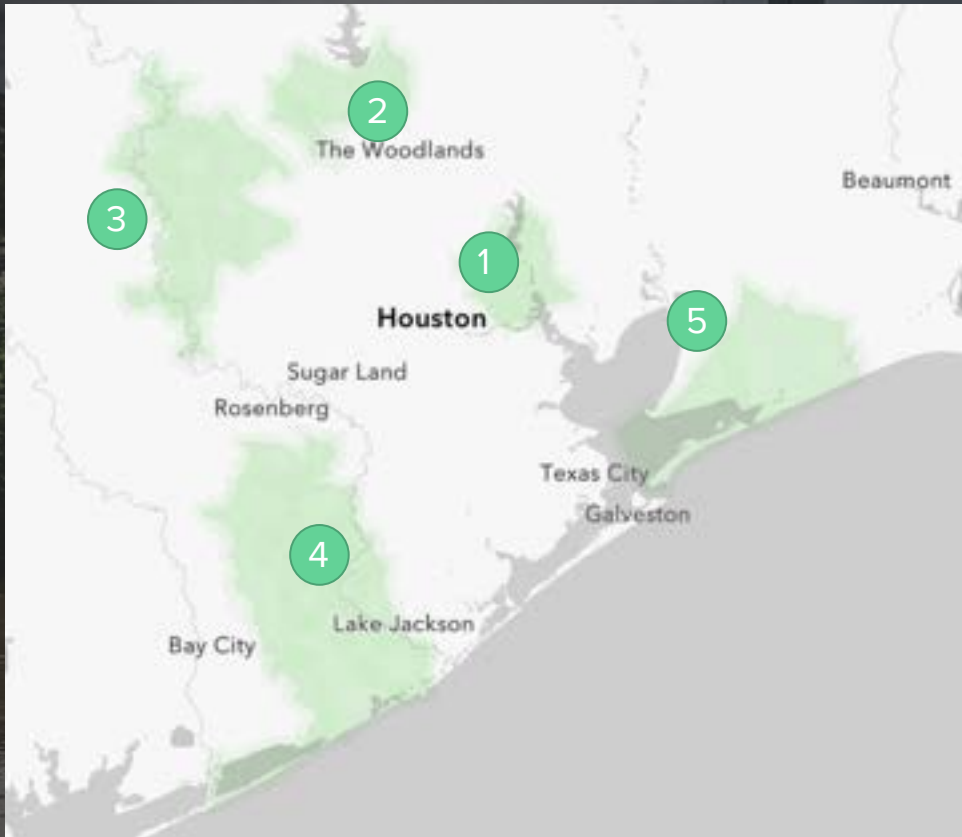 2
The Woodlands
Beaumont
3
1
Houston
5
Sugar Land
Rosenberg
Texas City
Galveston
4
Lake Jackson
Bay City